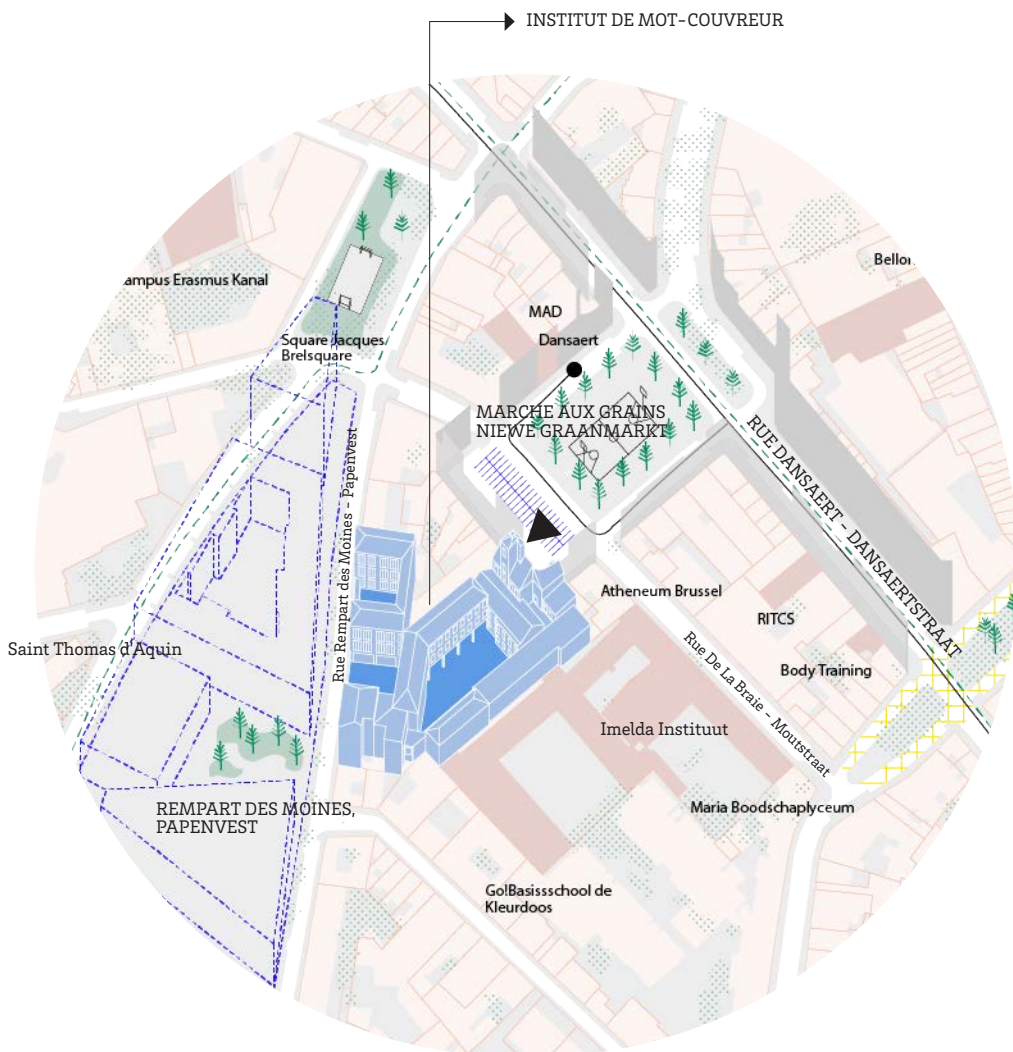 INSTITUT DE MOT-COUVREUR
ampus Erasmus Kanal
Bellor
MAD
Dansaert
Square Jacques
Brelsquare
MARCHE AUX GRAINS
NIEWE GRAANMARKT
RUE DANSAERT - DANSAERTSTRAAT
Rue Rempart des Moines - Papenvest
Atheneum Brussel
RITCS
Saint Thomas d'Aquin
Body Training
Rue De La Braie - Moutstraat
Imelda Instituut
REMPART DES MOINES,
PAPENVEST
Maria Boodschaplyceum
Go!Basissschool de
Kleurdoos